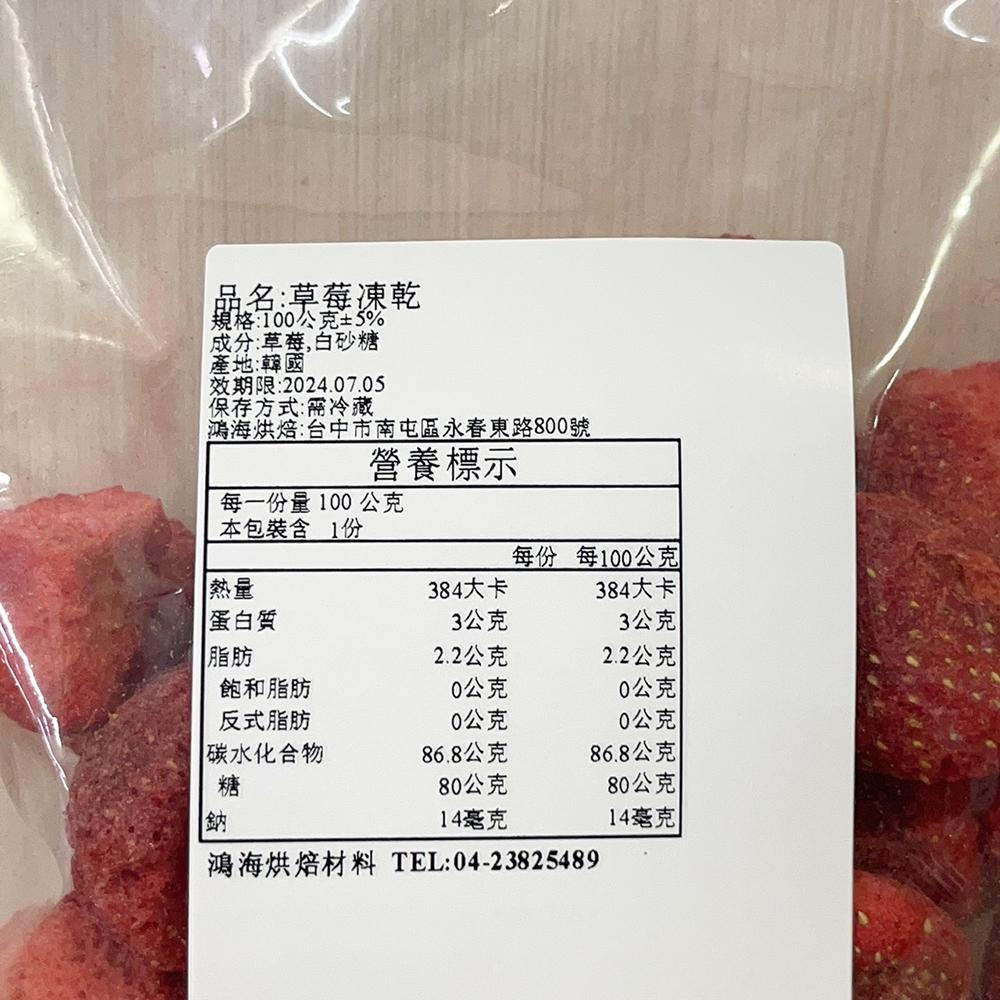 品名:草莓凍乾
規格:100公克±5%
成分:草莓,白砂糖
產地:韓國
效期限:2024.07.05
保存方式:需冷藏
鴻海烘焙:台中市南屯區永春東路800號
營養標示
每一份量 100 公克
本包裝含 1份
每份 每100公克
熱量 384大卡 384大卡
蛋白質 3公克 3公克
脂肪 2.2公克 2.2公克
飽和脂肪 0公克 0公克
反式脂肪 0公克 0公克
碳水化合物 86.8公克 86.8公克
糖 80公克 80公克
鈉 14毫克 14毫克
鴻海烘焙材料 TEL:04-23825489